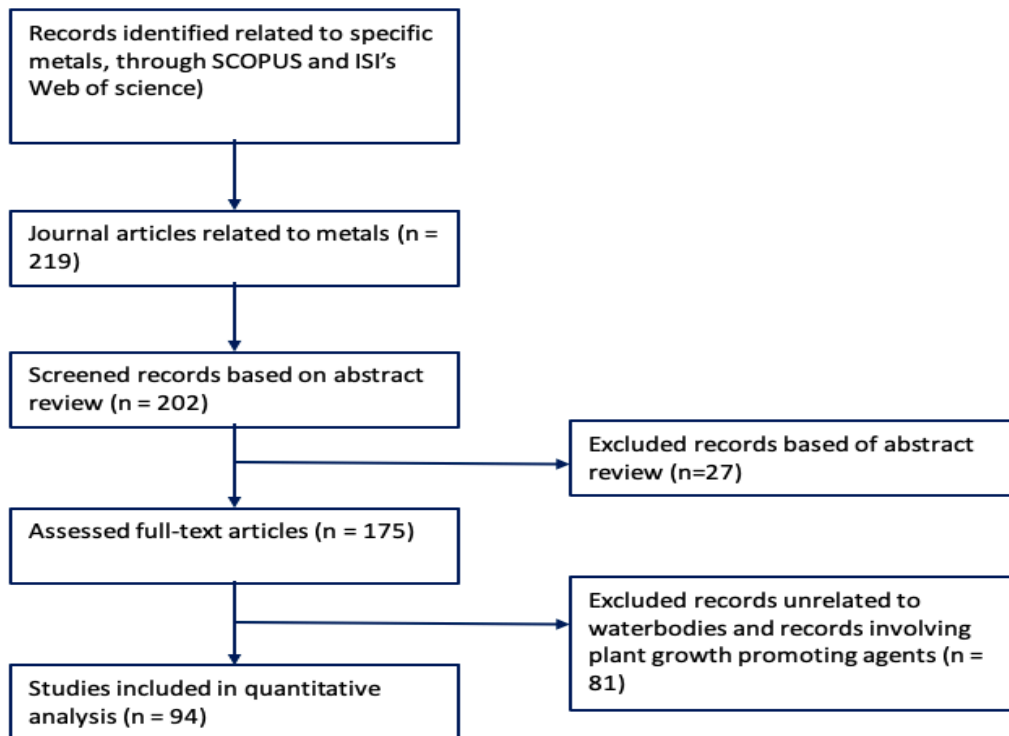 Records identified related to specific
metals, through SCOPUS and ISI's
Web of science)
Journal articles related to metals (n =
219)
Screened records based on abstract
review (n = 202)
Excluded records based of abstract
review (n=27)
Assessed full-text articles (n = 175)
Excluded records unrelated to
waterbodies and records involving
plant growth promoting agents (n =
81)
Studies included in quantitative
analysis (n = 94)